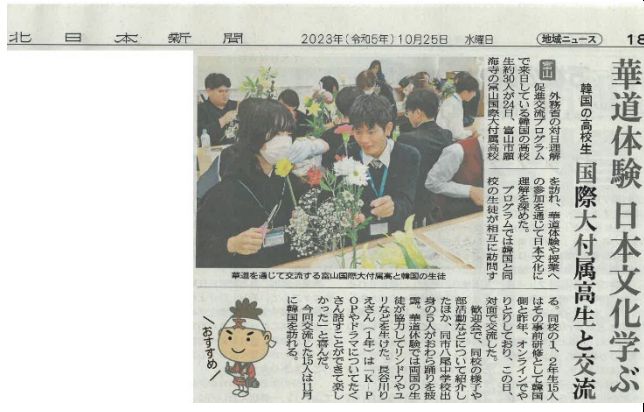 北日本新聞
2023年(令和5年)10月25日 水曜日
地域ニュース
18
華道体験 日本文化学ぶ
韓国の高校生
国際大付属高生と交流
富山
外務省の対日理解
促進交流プログラム
で来日している韓国の高校
生約30人が24日、富山市願
海寺の富山国際大付属高校
を訪れ、華道体験や授業へ
の参加を通じて日本文化に
理解を深めた。
プログラムでは韓国と同
校の生徒が相互に訪問す
る。同校の1、2年生15人
はその事前研修として韓国
側と昨年、オンラインでや
りとりしており、この日、
対面で交流した。
歓迎会で、同校の様子や
部活動などについて紹介し
たほか、同市八尾中学校出
身の5人がおわら踊りを披
露。華道体験では両国の生
徒が協力してリンドウやユ
リなどを生けた。長谷川り
えさん(1年)は「K-P
OPやドラマについてたく
さん話すことができて楽し
かった」と喜んだ。
今回交流した15人は11月
に韓国を訪れる。
華道を通じて交流する富山国際大付属高と韓国の生徒
おすすめ!